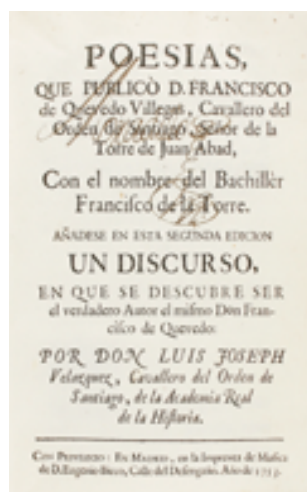 POESIAS,
QUE PUBLICÒ D. FRANCISCO
de Quevedo Villegas, Cavallero del
Orden de Santiago, Señor de la
Torre de Juan Abad,
Con el nombre del Bachillèr
Francisco de la Torre.
AÑADESE EN ESTA SEGUNDA EDICION
UN DISCURSO,
EN QUE SE DESCUBRE SER
el verdadero Autor el mismo Don Fran-
cisco de Quevedo:
POR DON LUIS JOSEPH
Velazquez, Cavallero del Orden de
Santiago, de la Academia Real
de la Historia.
CON PRIVILEGIO: EN MADRID, en la Imprenta de Musica
de D. Eugenio Bieco, Calle del Desengaño. Año de 1753.